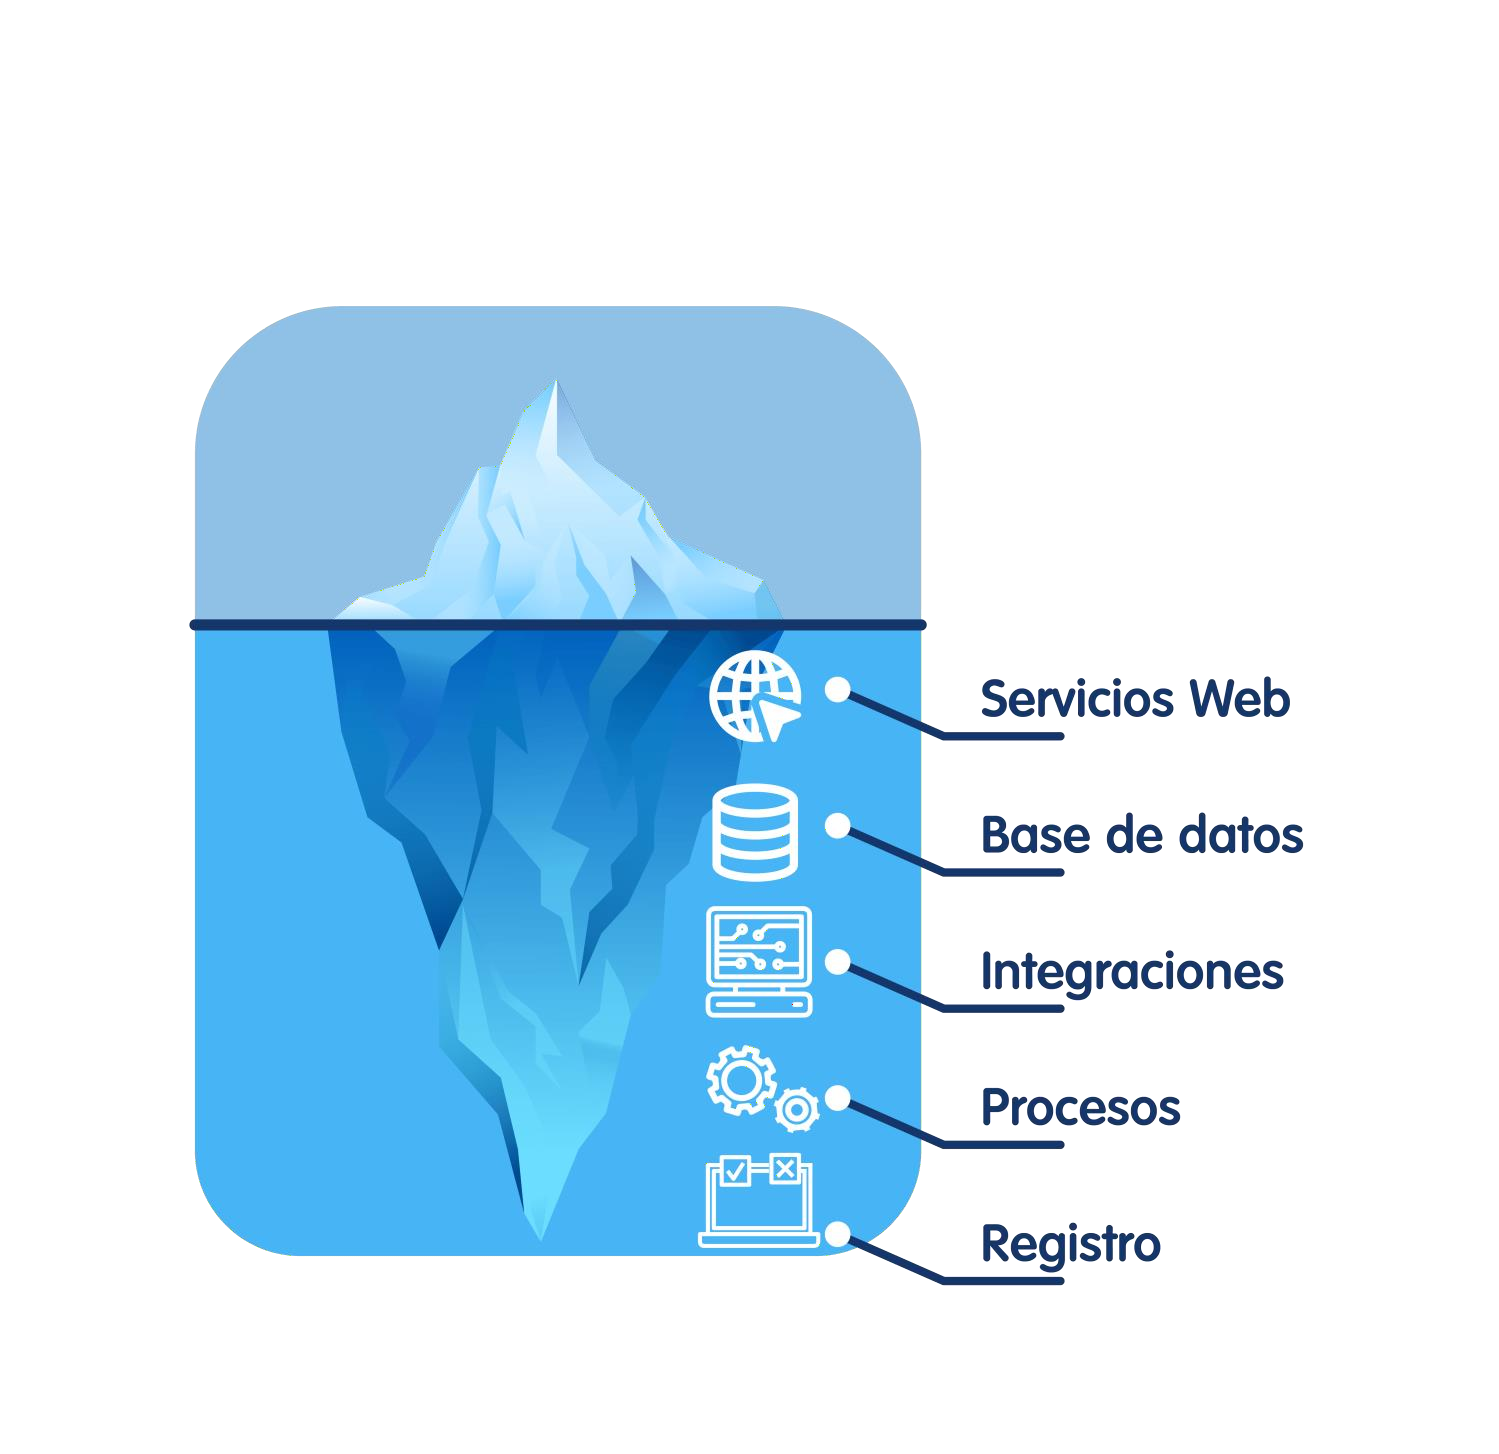 Servicios Web
Base de datos
Integraciones
Procesos
Registro